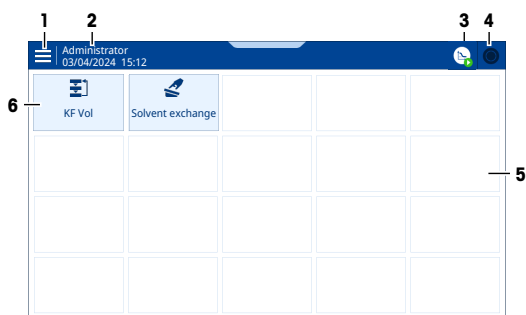 1 2 3 4
Administrator
03/04/2024 15:12
6
KF Vol Solvent exchange
5